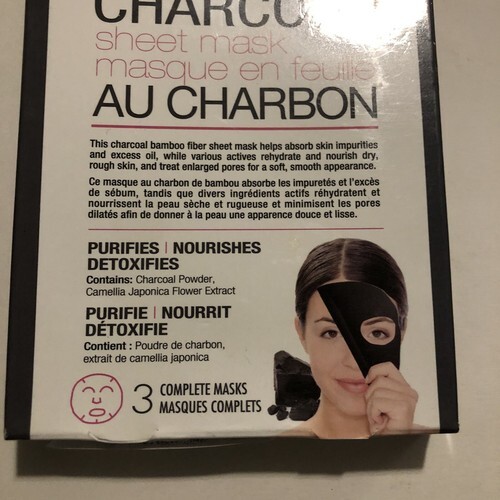 CHARCO
sheet mask
masque en feuille
AU CHARBON
This charcoal bamboo fiber sheet mask helps absorb skin impurities
and excess oil, while various actives rehydrate and nourish dry,
rough skin, and treat enlarged pores for a soft, smooth appearance.
Ce masque au charbon de bambou absorbe les impuretés et l'excès
de sébum, tandis que divers ingrédients actifs réhydratent et
nourrissent la peau sèche et rugueuse et minimisent les pores
dilatés afin de donner à la peau une apparence douce et lisse.
PURIFIES | NOURISHES
DETOXIFIES
Contains: Charcoal Powder,
Camellia Japonica Flower Extract
PURIFIE | NOURRIT
DÉTOXIFIE
Contient : Poudre de charbon,
extrait de camellia japonica
3 COMPLETE MASKS
MASQUES COMPLETS